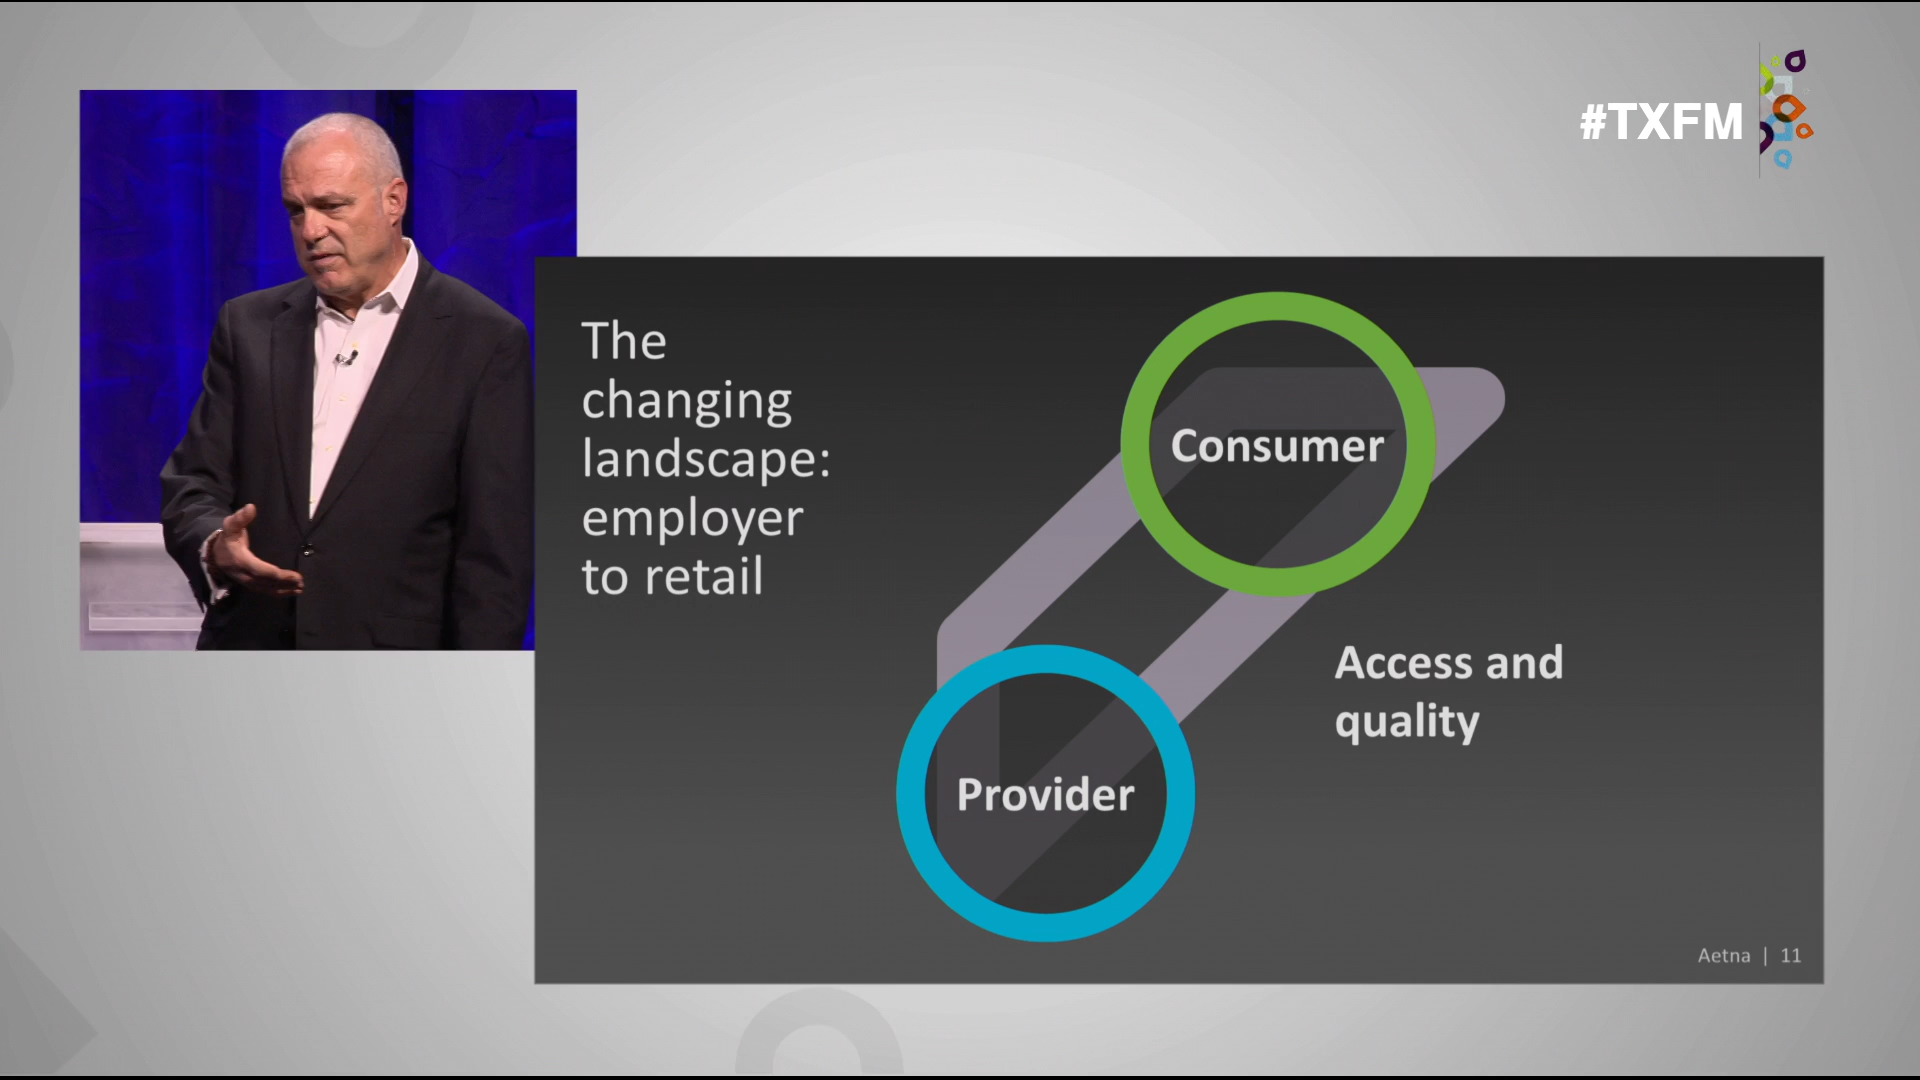 #TXFM
The
changing
landscape:
employer
to retail
Consumer
Access and
quality
Provider
Aetna | 11